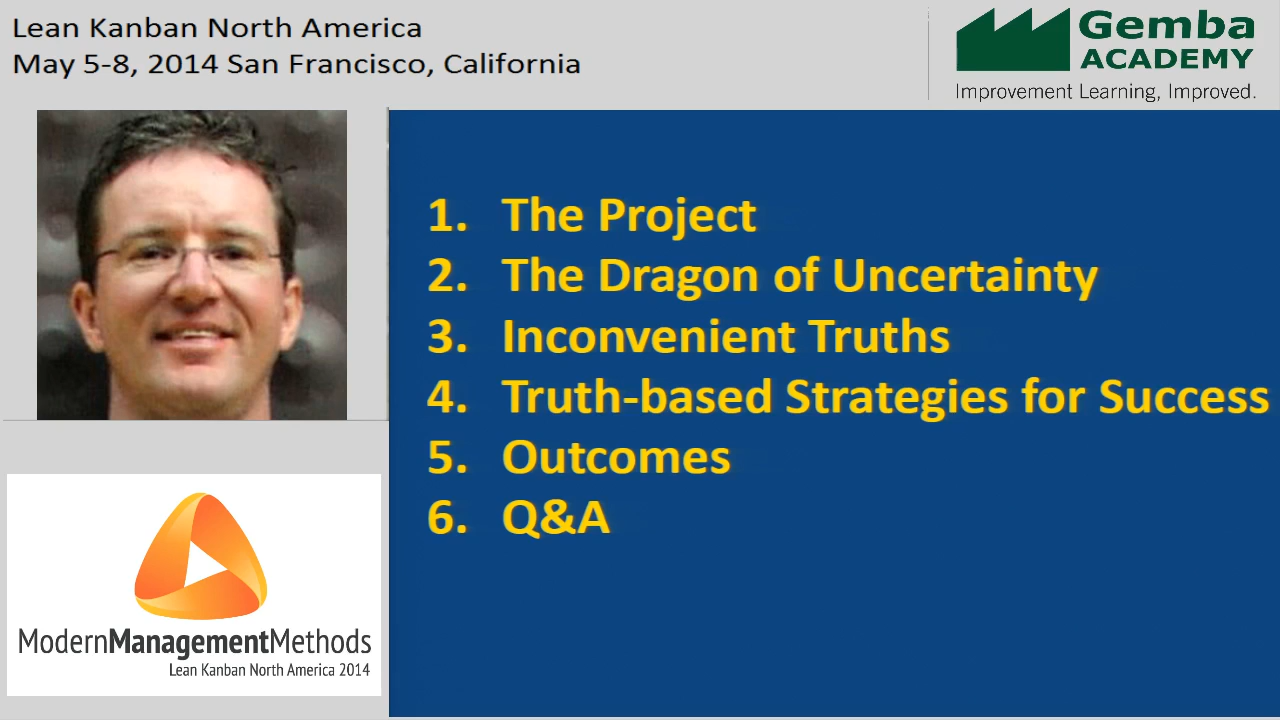 Lean Kanban North America
May 5-8, 2014 San Francisco, California
Gemba
ACADEMY
Improvement Learning, Improved.
1. The Project
2. The Dragon of Uncertainty
3. Inconvenient Truths
4. Truth-based Strategies for Success
5. Outcomes
6. Q&A
ModernManagementMethods
Lean Kanban North America 2014